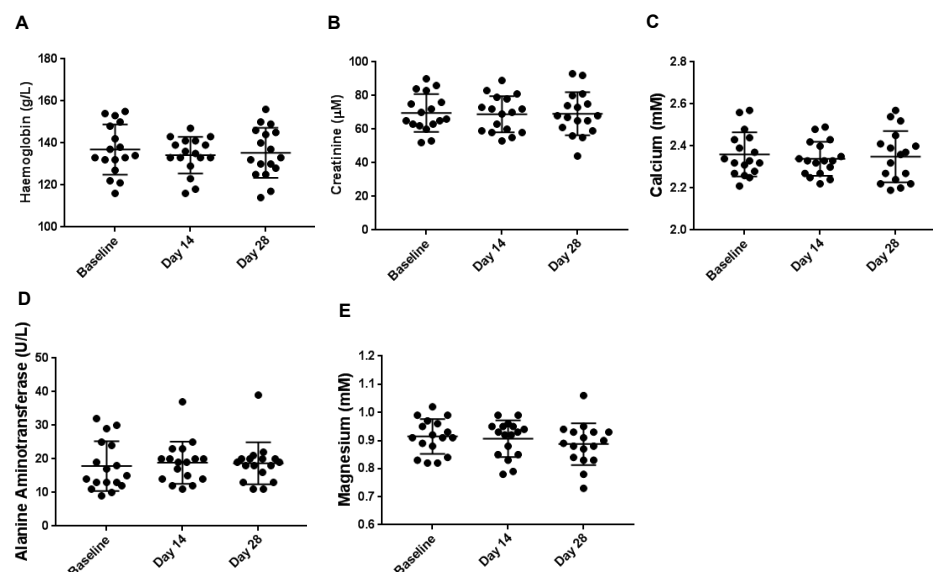 A
Haemoglobin (g/L)
180
160
140
120
100
Baseline
Day 14
Day 28
B
Creatinine (µM)
100
80
60
40
20
0
Baseline
Day 14
Day 28
C
Calcium (mM)
2.8
2.6
2.4
2.2
2.0
Baseline
Day 14
Day 28
D
Alanine Aminotransferase (U/L)
50
40
30
20
10
0
Baseline
Day 14
Day 28
E
Magnesium (mM)
1.2
1.1
1.0
0.9
0.8
0.7
0.6
Baseline
Day 14
Day 28